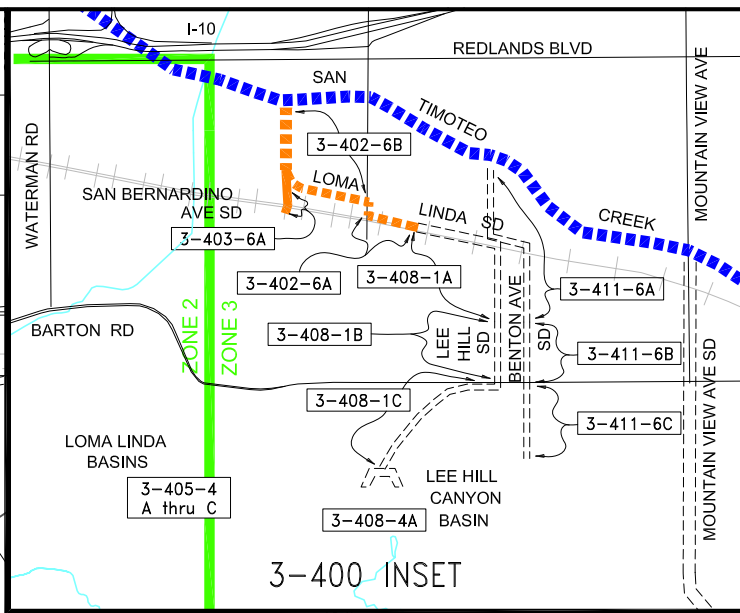 I-10
REDLANDS BLVD
SAN
TIMOTEO
CREEK
MOUNTAIN VIEW AVE
WATERMAN RD
3-402-6B
LOMA
LINDA
SD
SAN BERNARDINO
AVE SD
3-403-6A
3-402-6A
3-408-1A
3-411-6A
ZONE 2
ZONE 3
BARTON RD
3-408-1B
LEE
HILL
SD
BENTON AVE
SD
3-411-6B
3-408-1C
3-411-6C
MOUNTAIN VIEW AVE SD
LOMA LINDA
BASINS
3-405-4
A thru C
LEE HILL
CANYON
BASIN
3-408-4A
3-400 INSET